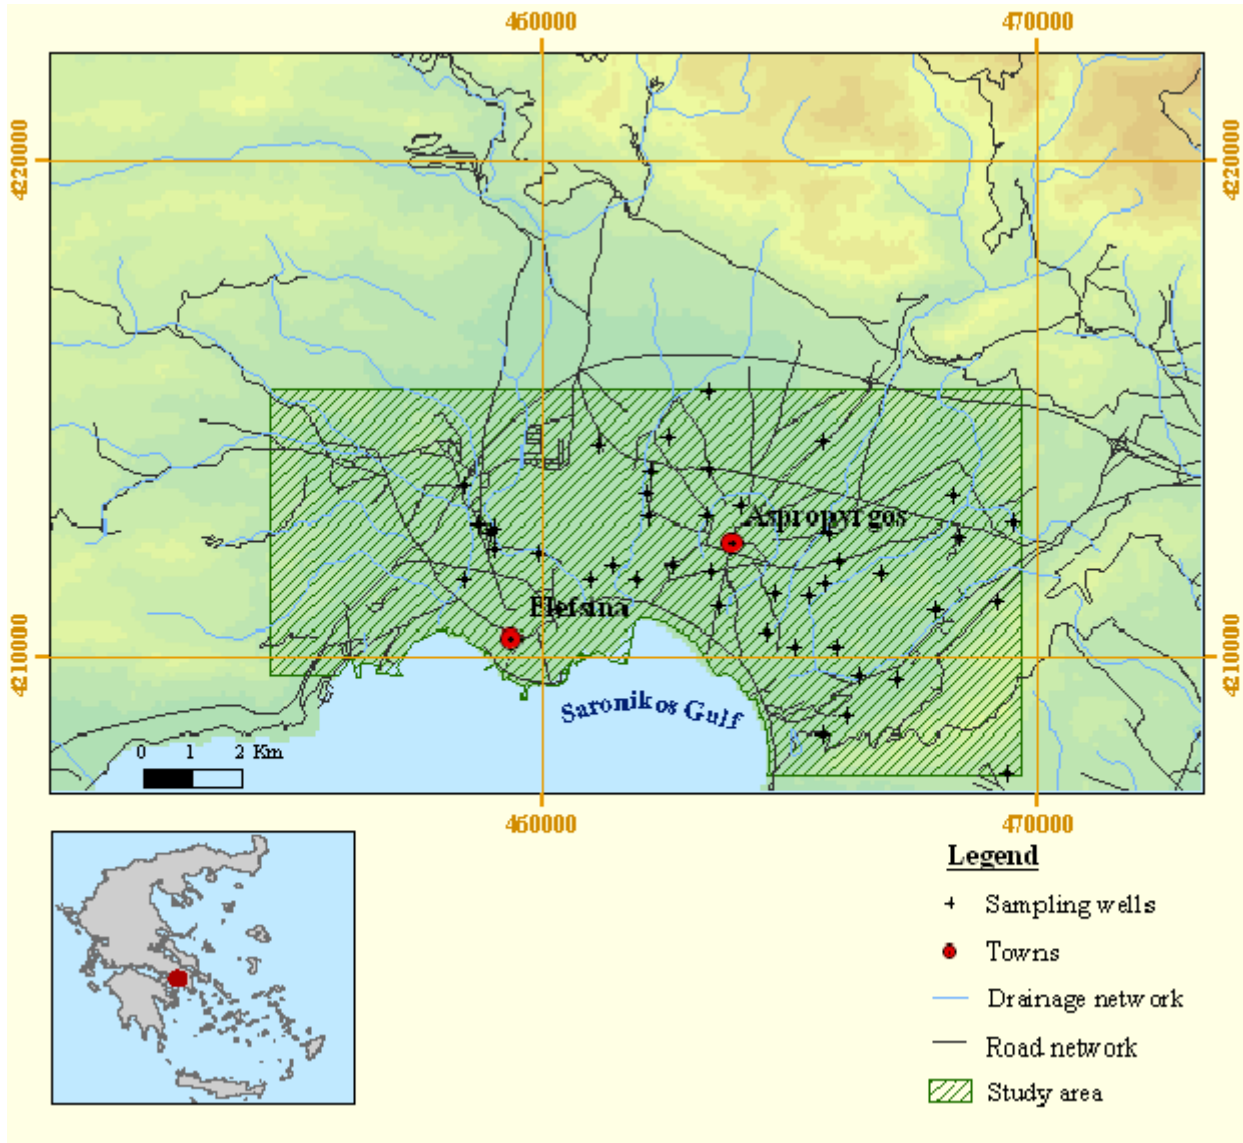 460000
470000
4220000
4220000
Aspropyrgos
Elefsina
4210000
4210000
Saronikos Gulf
0 1 2 Km
460000
470000
Legend
Sampling wells
Towns
Drainage network
Road network
Study area